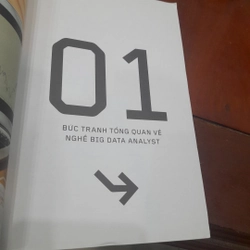 01
BỨC TRANH TỔNG QUAN VỀ
NGHỀ BIG DATA ANALYST